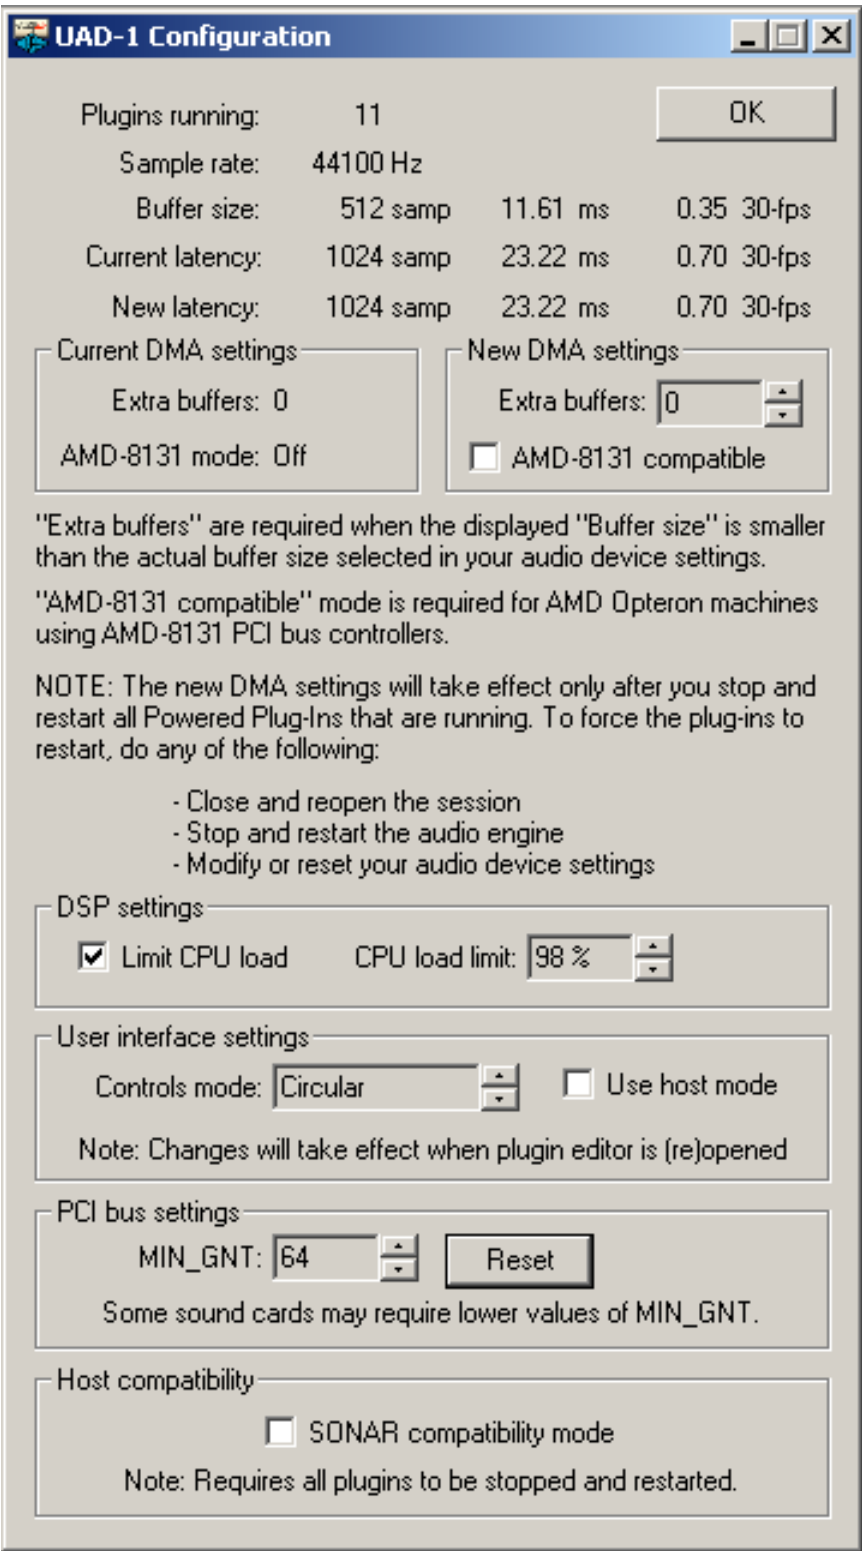 UAD-1 Configuration
Plugins running: 11 OK
Sample rate: 44100 Hz
Buffer size: 512 samp 11.61 ms 0.35 30-fps
Current latency: 1024 samp 23.22 ms 0.70 30-fps
New latency: 1024 samp 23.22 ms 0.70 30-fps
Current DMA settings
Extra buffers: 0
AMD-8131 mode: Off
New DMA settings
Extra buffers: 0
AMD-8131 compatible
"Extra buffers" are required when the displayed "Buffer size" is smaller
than the actual buffer size selected in your audio device settings.
"AMD-8131 compatible" mode is required for AMD Opteron machines
using AMD-8131 PCI bus controllers.
NOTE: The new DMA settings will take effect only after you stop and
restart all Powered Plug-Ins that are running. To force the plug-ins to
restart, do any of the following:
- Close and reopen the session
- Stop and restart the audio engine
- Modify or reset your audio device settings
DSP settings
Limit CPU load CPU load limit: 98 %
User interface settings
Controls mode: Circular Use host mode
Note: Changes will take effect when plugin editor is (re)opened
PCI bus settings
MIN_GNT: 64 Reset
Some sound cards may require lower values of MIN_GNT.
Host compatibility
SONAR compatibility mode
Note: Requires all plugins to be stopped and restarted.